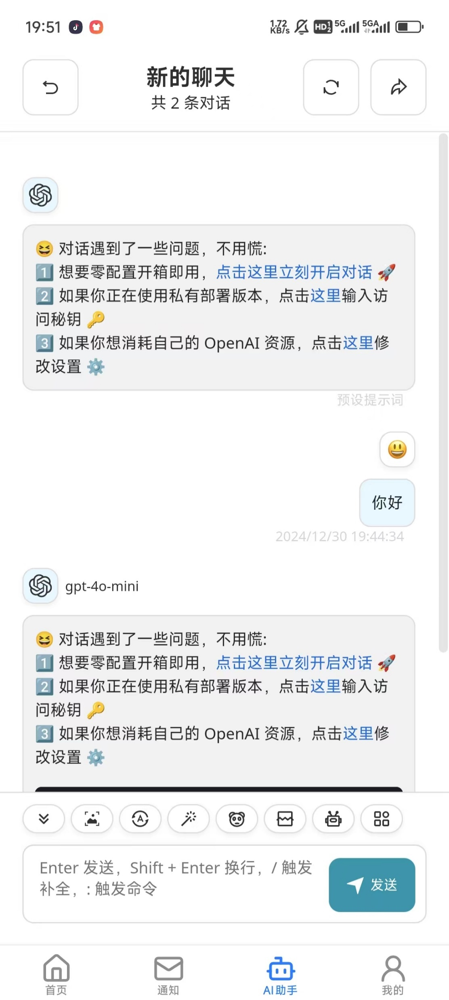 19:51
1.72
KB/s
HD 1 2
5G
5GA
新的聊天
共 2 条对话
😆 对话遇到了一些问题，不用慌:
1️⃣ 想要零配置开箱即用，点击这里立刻开启对话 🚀
2️⃣ 如果你正在使用私有部署版本，点击这里输入访
问秘钥 🔑
3️⃣ 如果你想消耗自己的 OpenAI 资源，点击这里修
改设置 ⚙️
预设提示词
😃
你好
2024/12/30 19:44:34
gpt-4o-mini
😆 对话遇到了一些问题，不用慌:
1️⃣ 想要零配置开箱即用，点击这里立刻开启对话 🚀
2️⃣ 如果你正在使用私有部署版本，点击这里输入访
问秘钥 🔑
3️⃣ 如果你想消耗自己的 OpenAI 资源，点击这里修
改设置 ⚙️
Enter 发送，Shift + Enter 换行，/ 触发
补全，: 触发命令
发送
首页
通知
AI助手
我的